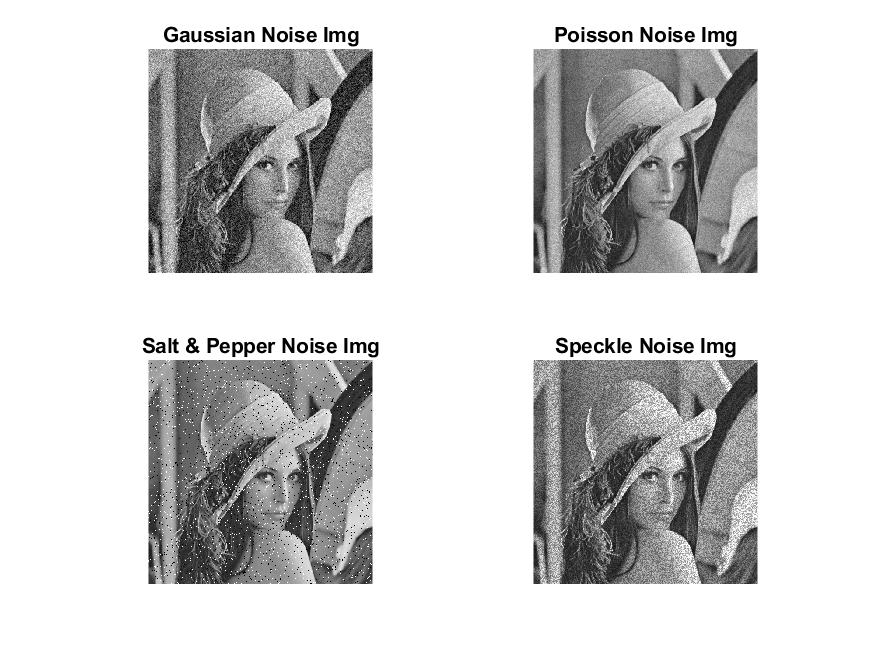 Gaussian Noise Img
Poisson Noise Img
Salt & Pepper Noise Img
Speckle Noise Img